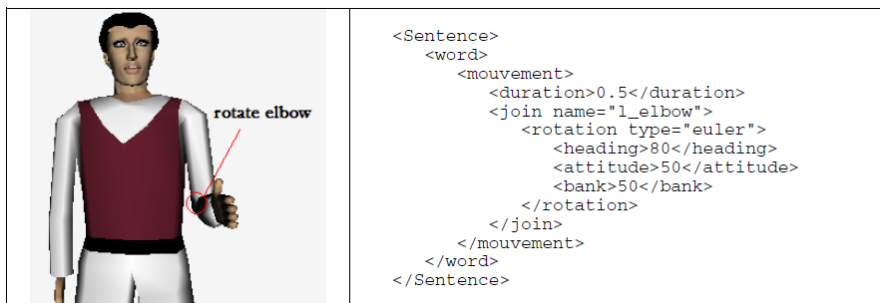 rotate elbow
<Sentence>
<word>
<mouvement>
<duration>0.5</duration>
<join name="l_elbow">
<rotation type="euler">
<heading>80</heading>
<attitude>50</attitude>
<bank>50</bank>
</rotation>
</join>
</mouvement>
</word>
</Sentence>